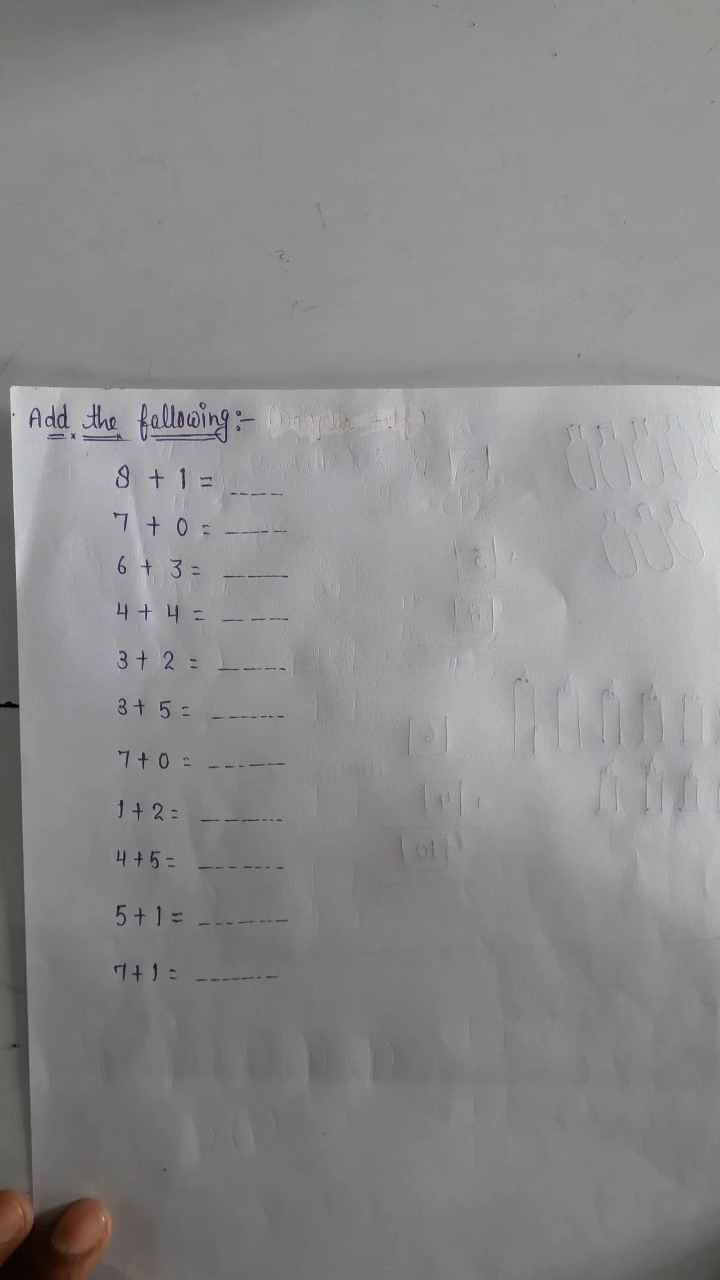 Add the following:-
8 + 1 = ----
7 + 0 = -----
6 + 3 = -----
4 + 4 = -----
3 + 2 = ------
3 + 5 = ------
7 + 0 = ------
1 + 2 = ------
4 + 5 = ------
5 + 1 = -------
7 + 1 = ------